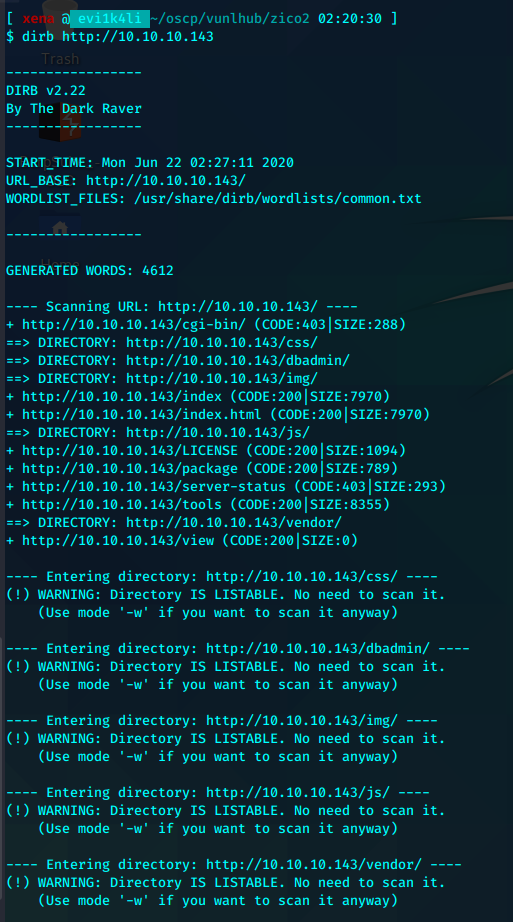 [ xena @ evi1k4li ~/oscp/vunlhub/zico2 02:20:30 ]
$ dirb http://10.10.10.143
Trash
-----------------
DIRB v2.22
By The Dark Raver
-----------------
START_TIME: Mon Jun 22 02:27:11 2020
URL_BASE: http://10.10.10.143/
WORDLIST_FILES: /usr/share/dirb/wordlists/common.txt
-----------------
Home
GENERATED WORDS: 4612
---- Scanning URL: http://10.10.10.143/ ----
+ http://10.10.10.143/cgi-bin/ (CODE:403|SIZE:288)
==> DIRECTORY: http://10.10.10.143/css/
==> DIRECTORY: http://10.10.10.143/dbadmin/
==> DIRECTORY: http://10.10.10.143/img/
+ http://10.10.10.143/index (CODE:200|SIZE:7970)
+ http://10.10.10.143/index.html (CODE:200|SIZE:7970)
==> DIRECTORY: http://10.10.10.143/js/
+ http://10.10.10.143/LICENSE (CODE:200|SIZE:1094)
+ http://10.10.10.143/package (CODE:200|SIZE:789)
+ http://10.10.10.143/server-status (CODE:403|SIZE:293)
+ http://10.10.10.143/tools (CODE:200|SIZE:8355)
==> DIRECTORY: http://10.10.10.143/vendor/
+ http://10.10.10.143/view (CODE:200|SIZE:0)
---- Entering directory: http://10.10.10.143/css/ ----
(!) WARNING: Directory IS LISTABLE. No need to scan it.
(Use mode '-w' if you want to scan it anyway)
---- Entering directory: http://10.10.10.143/dbadmin/ ----
(!) WARNING: Directory IS LISTABLE. No need to scan it.
(Use mode '-w' if you want to scan it anyway)
---- Entering directory: http://10.10.10.143/img/ ----
(!) WARNING: Directory IS LISTABLE. No need to scan it.
(Use mode '-w' if you want to scan it anyway)
---- Entering directory: http://10.10.10.143/js/ ----
(!) WARNING: Directory IS LISTABLE. No need to scan it.
(Use mode '-w' if you want to scan it anyway)
---- Entering directory: http://10.10.10.143/vendor/ ----
(!) WARNING: Directory IS LISTABLE. No need to scan it.
(Use mode '-w' if you want to scan it anyway)